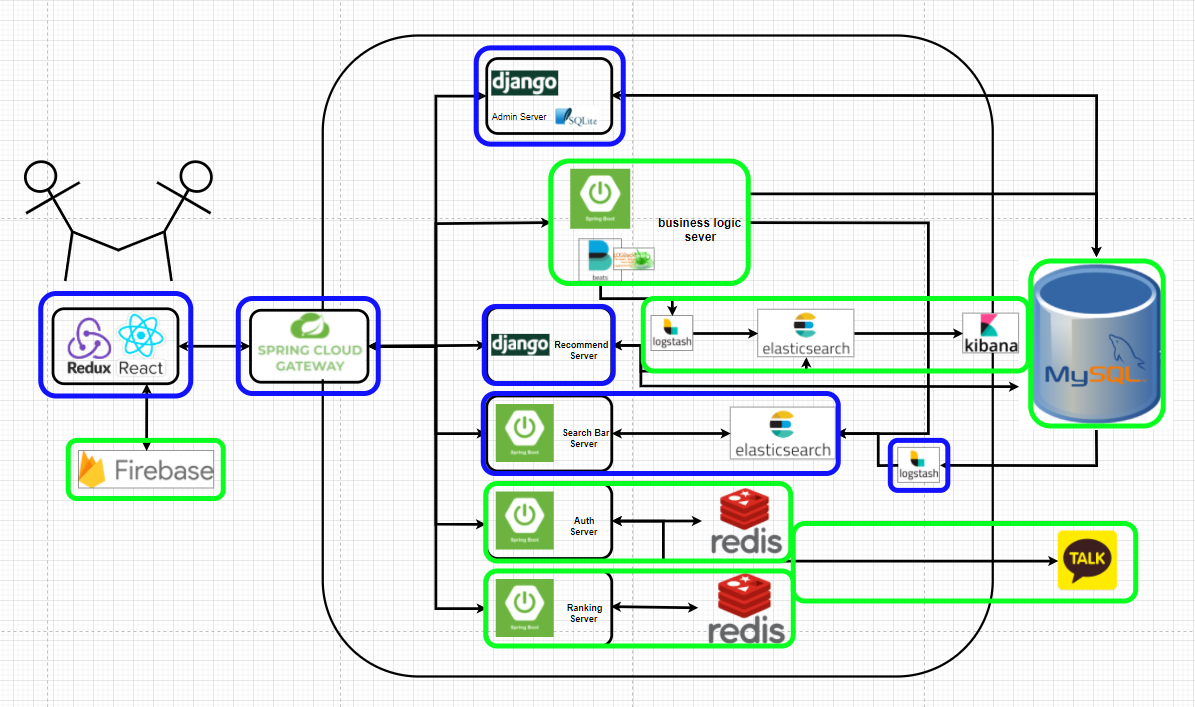 django
Admin Server
SQLite
Spring Boot
business logic
sever
beats
Redux
React
SPRING CLOUD
GATEWAY
django
Recommend
Server
logstash
elasticsearch
kibana
MySQL
Firebase
Spring Boot
Search Bar
Server
elasticsearch
logstash
Spring Boot
Auth
Server
redis
TALK
Spring Boot
Ranking
Server
redis